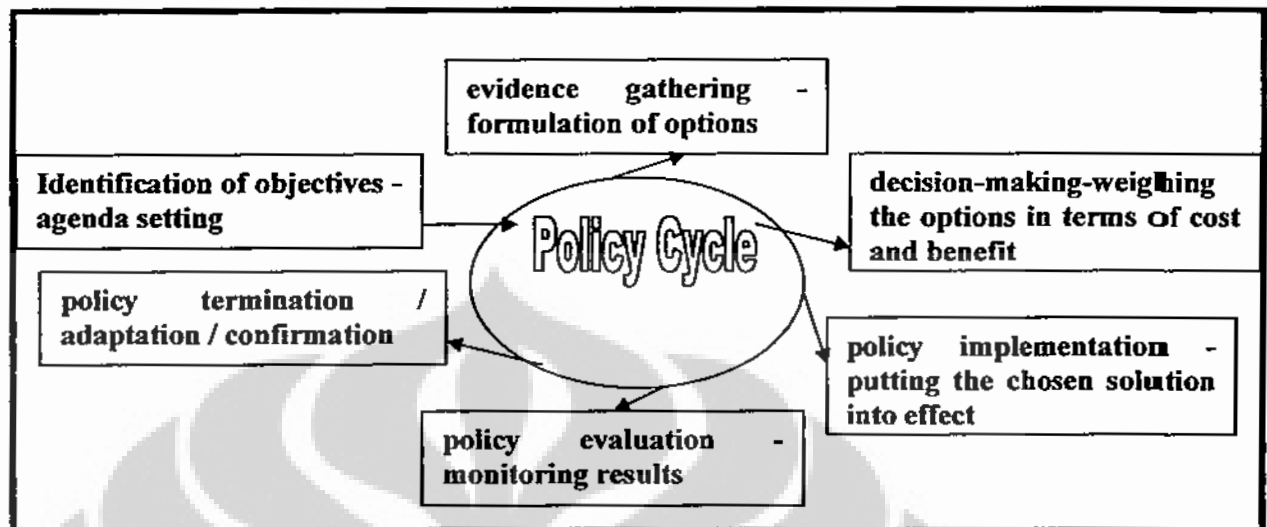 evidence gathering -
formulation of options
Identification of objectives -
agenda setting
decision-making-weighing
the options in terms of cost
and benefit
Policy Cycle
policy termination /
adaptation / confirmation
policy implementation -
putting the chosen solution
into effect
policy evaluation -
monitoring results